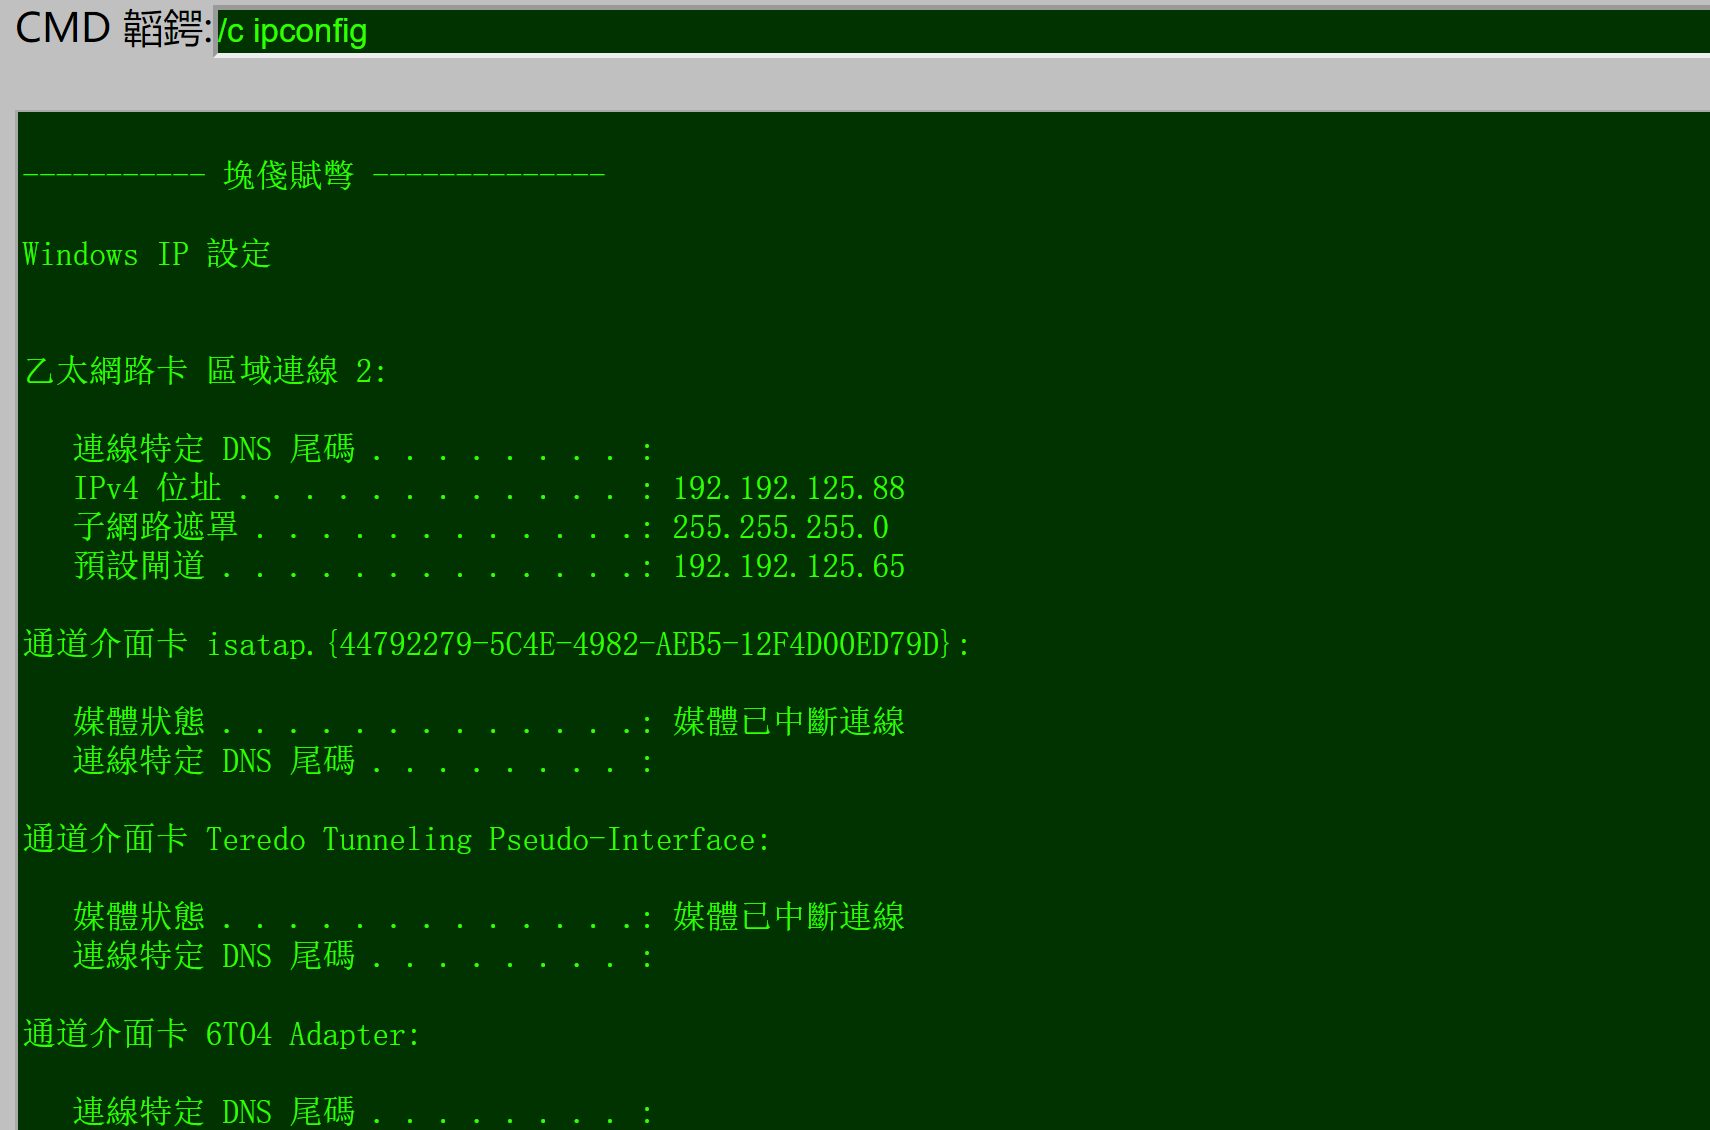 CMD 韜鍔:/c ipconfig
----------- 堍俴賦彆 --------------
Windows IP 設定
乙太網路卡 區域連線 2:
連線特定 DNS 尾碼 . . . . . . . . :
IPv4 位址 . . . . . . . . . . . . . : 192.192.125.88
子網路遮罩 . . . . . . . . . . . .: 255.255.255.0
預設閘道 . . . . . . . . . . . . .: 192.192.125.65
通道介面卡 isatap.{44792279-5C4E-4982-AEB5-12F4D00ED79D}:
媒體狀態 . . . . . . . . . . . . .: 媒體已中斷連線
連線特定 DNS 尾碼 . . . . . . . . :
通道介面卡 Teredo Tunneling Pseudo-Interface:
媒體狀態 . . . . . . . . . . . . .: 媒體已中斷連線
連線特定 DNS 尾碼 . . . . . . . . :
通道介面卡 6TO4 Adapter:
連線特定 DNS 尾碼 . . . . . . . . :